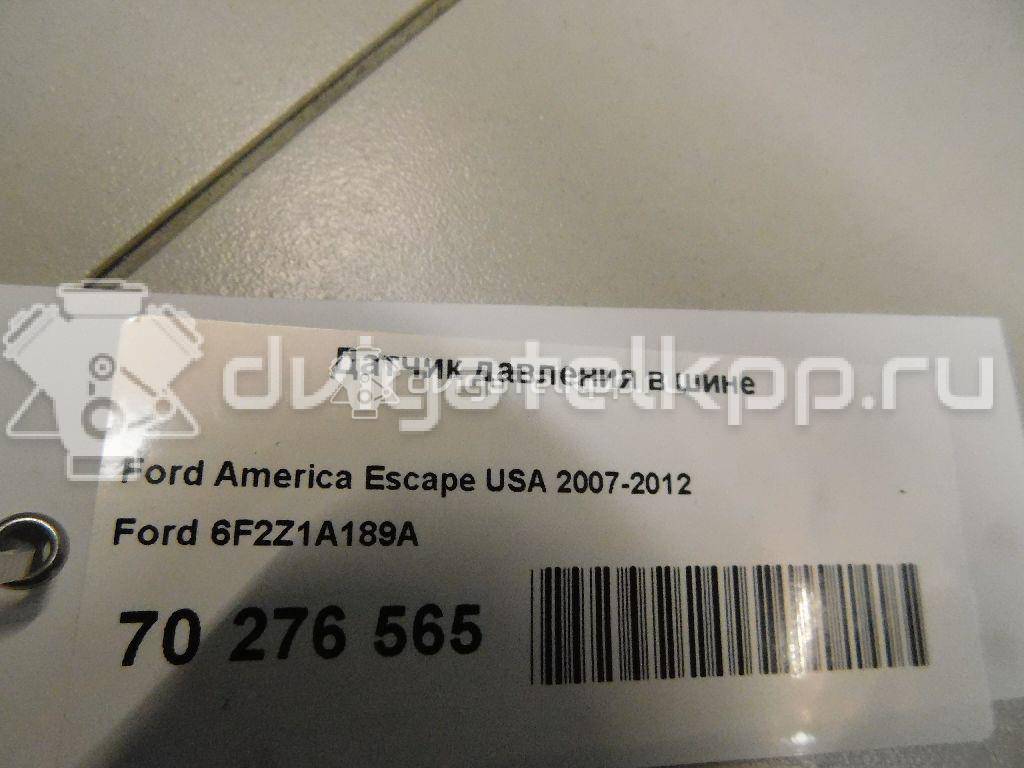 Датчик давления в шине
dvigatelkpp.ru
Ford America Escape USA 2007-2012
Ford 6F2Z1A189A
70 276 565